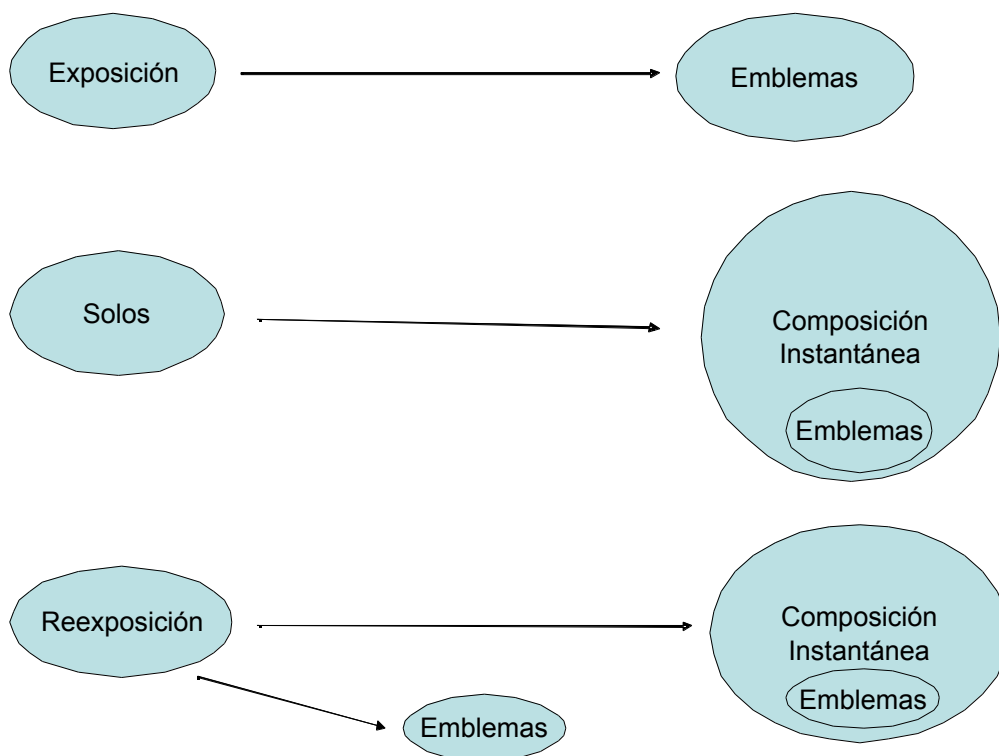 Exposición
Emblemas
Solos
Composición
Instantánea
Emblemas
Reexposición
Composición
Instantánea
Emblemas
Emblemas